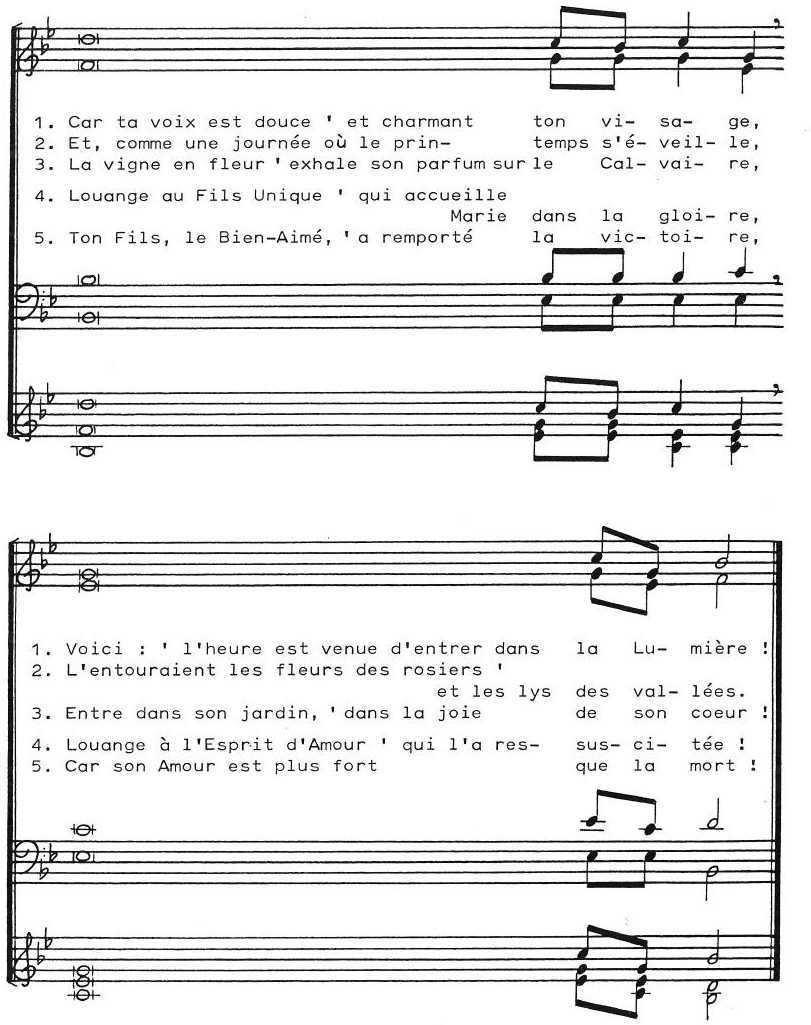 1. Car ta voix est douce ' et charmant ton vi- sa- ge,
2. Et, comme une journée où le prin- temps s'é- veil- le,
3. La vigne en fleur ' exhale son parfum sur le Cal- vai- re,
4. Louange au Fils Unique ' qui accueille
Marie dans la gloi- re,
5. Ton Fils, le Bien-Aimé, ' a remporté la vic- toi- re,
1. Voici : ' l'heure est venue d'entrer dans la Lu- mière !
2. L'entouraient les fleurs des rosiers '
et les lys des val- lées.
3. Entre dans son jardin, ' dans la joie de son coeur !
4. Louange à l'Esprit d'Amour ' qui l'a res- sus- ci- tée !
5. Car son Amour est plus fort que la mort !